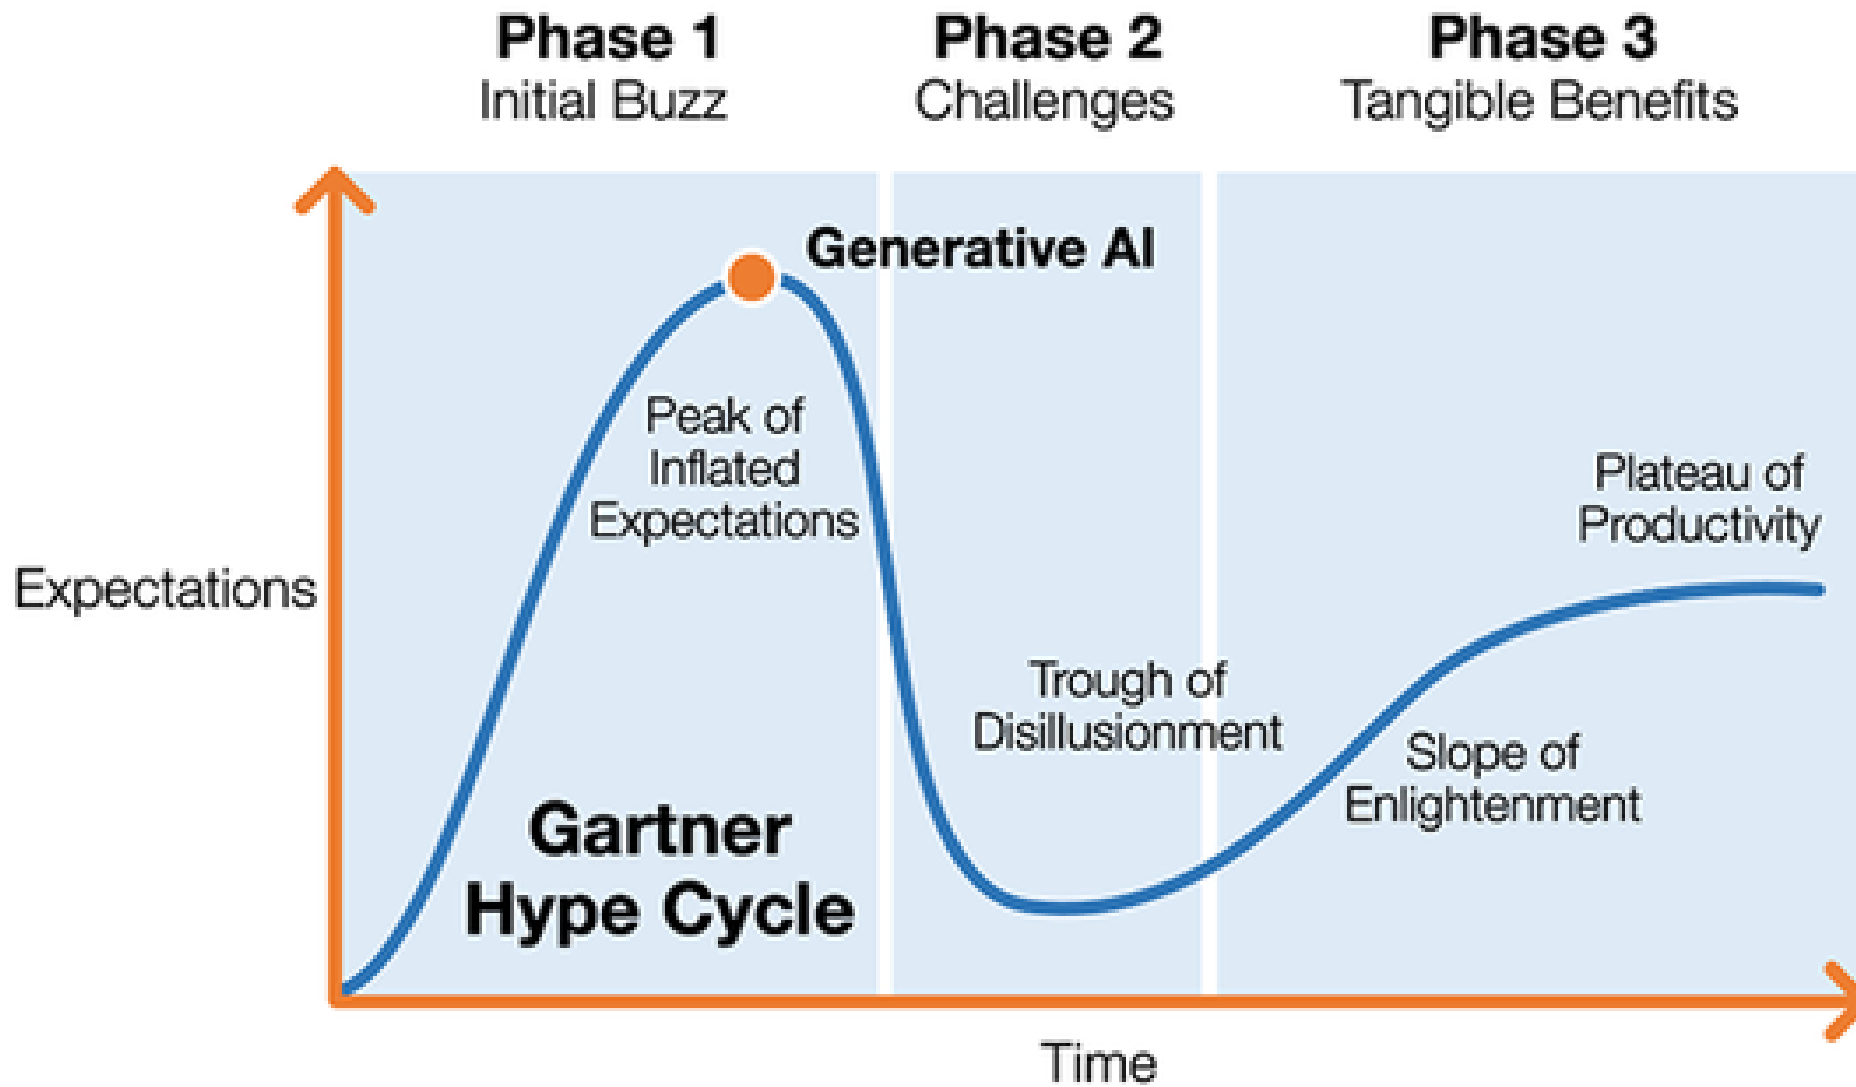 Phase 1
Initial Buzz
Phase 2
Challenges
Phase 3
Tangible Benefits
Generative AI
Peak of
Inflated
Expectations
Plateau of
Productivity
Expectations
Trough of
Disillusionment
Slope of
Enlightenment
Gartner
Hype Cycle
Time